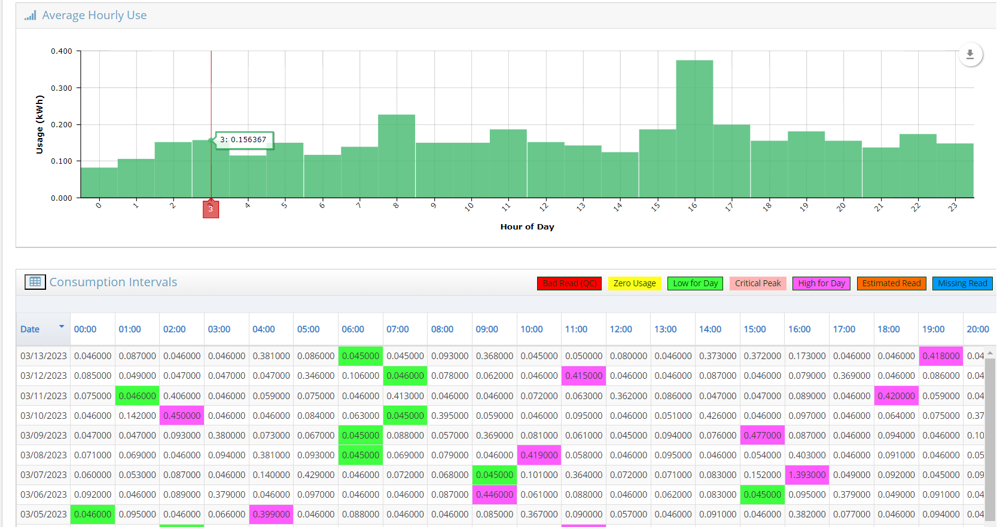 Average Hourly Use
0.400
0.300
0.200
0.100
0.000
Usage (kWh)
3: 0.156367
0 1 2 3 4 5 6 7 8 9 10 11 12 13 14 15 16 17 18 19 20 21 22 23
Hour of Day
Consumption Intervals
Bad Read (QC) Zero Usage Low for Day Critical Peak High for Day Estimated Read Missing Read
Date 00:00 01:00 02:00 03:00 04:00 05:00 06:00 07:00 08:00 09:00 10:00 11:00 12:00 13:00 14:00 15:00 16:00 17:00 18:00 19:00 20:00
03/13/2023 0.046000 0.087000 0.046000 0.046000 0.381000 0.086000 0.045000 0.045000 0.093000 0.368000 0.045000 0.050000 0.080000 0.046000 0.373000 0.372000 0.173000 0.046000 0.046000 0.418000 0.04
03/12/2023 0.085000 0.049000 0.047000 0.047000 0.047000 0.346000 0.106000 0.046000 0.078000 0.062000 0.046000 0.415000 0.046000 0.046000 0.087000 0.046000 0.079000 0.369000 0.046000 0.086000 0.04
03/11/2023 0.075000 0.046000 0.406000 0.046000 0.059000 0.075000 0.046000 0.413000 0.046000 0.046000 0.072000 0.063000 0.362000 0.086000 0.047000 0.047000 0.089000 0.046000 0.420000 0.059000 0.04
03/10/2023 0.046000 0.142000 0.450000 0.046000 0.046000 0.084000 0.063000 0.045000 0.395000 0.059000 0.046000 0.095000 0.046000 0.051000 0.426000 0.046000 0.097000 0.046000 0.064000 0.075000 0.37
03/09/2023 0.047000 0.047000 0.093000 0.380000 0.073000 0.067000 0.045000 0.088000 0.057000 0.369000 0.081000 0.061000 0.045000 0.094000 0.076000 0.477000 0.087000 0.046000 0.094000 0.046000 0.10
03/08/2023 0.071000 0.069000 0.046000 0.094000 0.381000 0.093000 0.045000 0.069000 0.079000 0.046000 0.419000 0.058000 0.046000 0.095000 0.046000 0.054000 0.403000 0.046000 0.091000 0.046000 0.05
03/07/2023 0.060000 0.053000 0.087000 0.046000 0.140000 0.429000 0.046000 0.072000 0.068000 0.045000 0.101000 0.364000 0.072000 0.071000 0.083000 0.152000 1.393000 0.049000 0.092000 0.045000 0.09
03/06/2023 0.092000 0.046000 0.089000 0.379000 0.046000 0.097000 0.046000 0.046000 0.087000 0.446000 0.061000 0.088000 0.046000 0.062000 0.083000 0.045000 0.095000 0.379000 0.049000 0.091000 0.04
03/05/2023 0.046000 0.095000 0.046000 0.066000 0.399000 0.046000 0.088000 0.046000 0.046000 0.085000 0.367000 0.090000 0.057000 0.046000 0.091000 0.046000 0.382000 0.077000 0.046000 0.094000 0.04